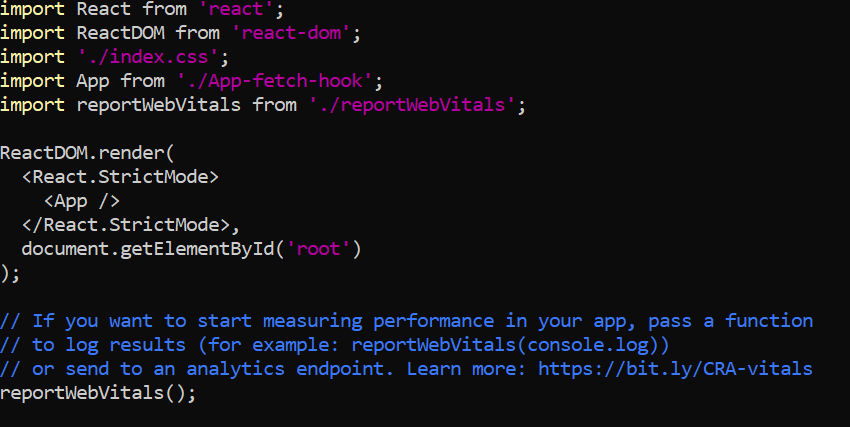 import React from 'react';
import ReactDOM from 'react-dom';
import './index.css';
import App from './App-fetch-hook';
import reportWebVitals from './reportWebVitals';

ReactDOM.render(
  <React.StrictMode>
    <App />
  </React.StrictMode>,
  document.getElementById('root')
);

// If you want to start measuring performance in your app, pass a function
// to log results (for example: reportWebVitals(console.log))
// or send to an analytics endpoint. Learn more: https://bit.ly/CRA-vitals
reportWebVitals();